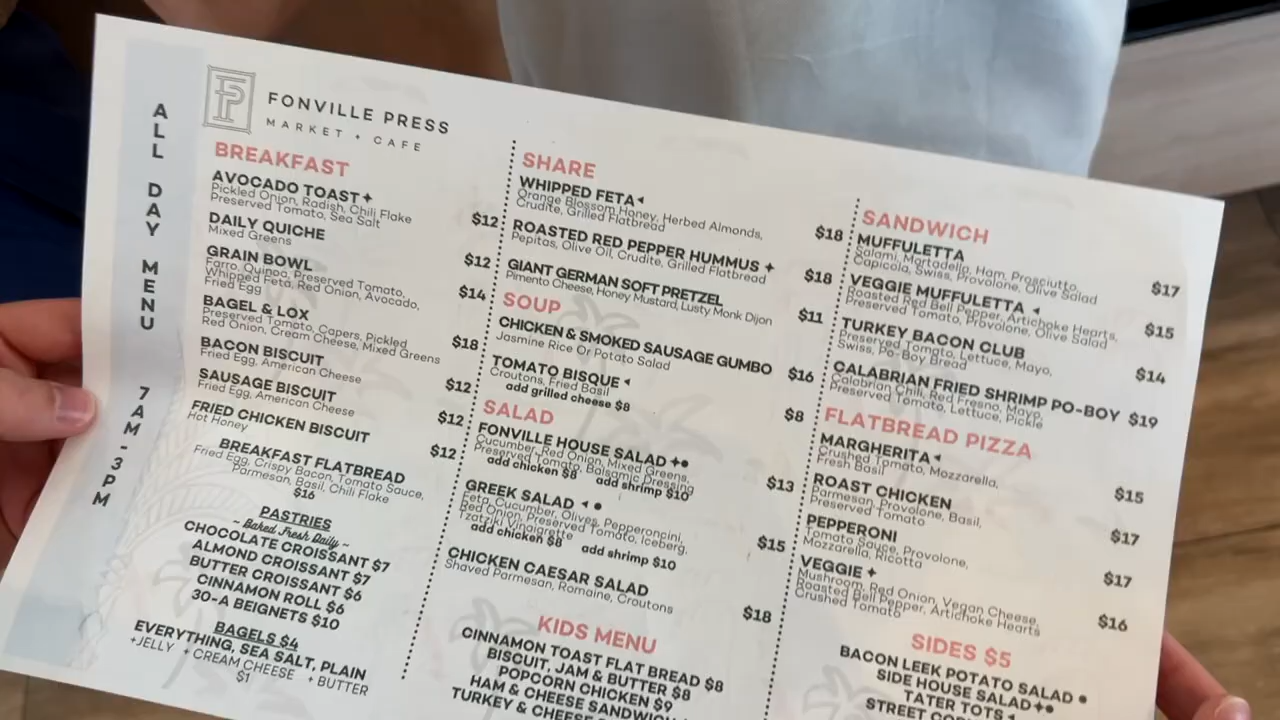 ALL DAY MENU 7AM-3PM
FP
FONVILLE PRESS
MARKET + CAFE
BREAKFAST
AVOCADO TOAST✦
Pickled Onion, Radish, Chili Flake
Preserved Tomato, Sea Salt
$12
DAILY QUICHE
Mixed Greens
$12
GRAIN BOWL
Farro, Quinoa, Preserved Tomato,
Whipped Feta, Red Onion, Avocado,
Fried Egg
$14
BAGEL & LOX
Preserved Tomato, Capers, Pickled
Red Onion, Cream Cheese, Mixed Greens
$18
BACON BISCUIT
Fried Egg, American Cheese
$12
SAUSAGE BISCUIT
Fried Egg, American Cheese
$12
FRIED CHICKEN BISCUIT
Hot Honey
$12
BREAKFAST FLATBREAD
Fried Egg, Crispy Bacon, Tomato Sauce,
Parmesan, Basil, Chili Flake
$16
PASTRIES
~ Baked Fresh Daily ~
CHOCOLATE CROISSANT $7
ALMOND CROISSANT $7
BUTTER CROISSANT $6
CINNAMON ROLL $6
30-A BEIGNETS $10
BAGELS $4
EVERYTHING, SEA SALT, PLAIN
+JELLY + CREAM CHEESE + BUTTER
$1
SHARE
WHIPPED FETA◂
Orange Blossom Honey, Herbed Almonds,
Crudite, Grilled Flatbread
$18
ROASTED RED PEPPER HUMMUS ✦
Pepitas, Olive Oil, Crudite, Grilled Flatbread
$18
GIANT GERMAN SOFT PRETZEL
Pimento Cheese, Honey Mustard, Lusty Monk Dijon
$11
SOUP
CHICKEN & SMOKED SAUSAGE GUMBO
Jasmine Rice Or Potato Salad
$16
TOMATO BISQUE ◂
Croutons, Fried Basil
add grilled cheese $8
$8
SALAD
FONVILLE HOUSE SALAD ✦●
Cucumber, Red Onion, Mixed Greens,
Preserved Tomato, Balsamic Dressing
add chicken $8 add shrimp $10
$13
GREEK SALAD ◂ ●
Feta, Cucumber, Olives, Pepperoncini,
Red Onion, Preserved Tomato, Iceberg,
Tzatziki Vinaigrette
add chicken $8 add shrimp $10
$15
CHICKEN CAESAR SALAD
Shaved Parmesan, Romaine, Croutons
$18
KIDS MENU
CINNAMON TOAST FLAT BREAD $8
BISCUIT, JAM & BUTTER $8
POPCORN CHICKEN $9
HAM & CHEESE SANDWICH
TURKEY & CHEESE
SANDWICH
MUFFULETTA
Salami, Mortadella, Ham, Prosciutto,
Capicola, Swiss, Provolone, Olive Salad
$17
VEGGIE MUFFULETTA ◂
Roasted Red Bell Pepper, Artichoke Hearts,
Preserved Tomato, Provolone, Olive Salad
$15
TURKEY BACON CLUB
Preserved Tomato, Lettuce, Mayo,
Swiss, Po-Boy Bread
$14
CALABRIAN FRIED SHRIMP PO-BOY $19
Calabrian Chili, Red Fresno, Mayo,
Preserved Tomato, Lettuce, Pickle
FLATBREAD PIZZA
MARGHERITA◂
Crushed Tomato, Mozzarella,
Fresh Basil
$15
ROAST CHICKEN
Parmesan, Provolone, Basil,
Preserved Tomato
$17
PEPPERONI
Tomato Sauce, Provolone,
Mozzarella, Ricotta
$17
VEGGIE ✦
Mushroom, Red Onion, Vegan Cheese,
Roasted Bell Pepper, Artichoke Hearts
Crushed Tomato
$16
SIDES $5
BACON LEEK POTATO SALAD ●
SIDE HOUSE SALAD✦●
TATER TOTS ◂
STREET